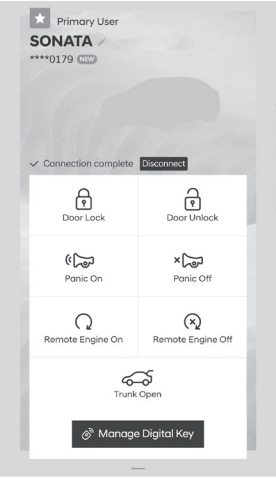 Primary User
SONATA
****0179 NEW
Connection complete Disconnect
Door Lock Door Unlock
Panic On Panic Off
Remote Engine On Remote Engine Off
Trunk Open
Manage Digital Key